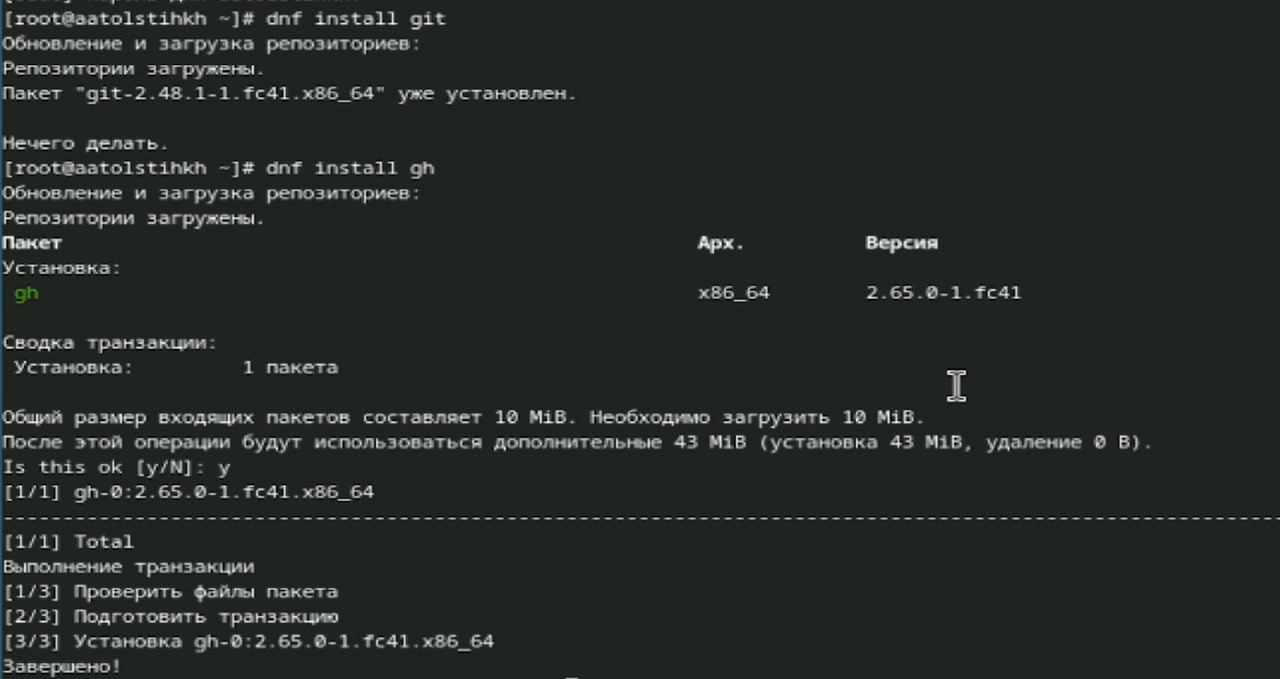 [root@aatolstihkh ~]# dnf install git
Обновление и загрузка репозиториев:
Репозитории загружены.
Пакет "git-2.48.1-1.fc41.x86_64" уже установлен.
Нечего делать.
[root@aatolstihkh ~]# dnf install gh
Обновление и загрузка репозиториев:
Репозитории загружены.
Пакет Арх. Версия
Установка:
gh x86_64 2.65.0-1.fc41
Сводка транзакции:
Установка: 1 пакета
Общий размер входящих пакетов составляет 10 MiB. Необходимо загрузить 10 MiB.
После этой операции будут использоваться дополнительные 43 MiB (установка 43 MiB, удаление 0 B).
Is this ok [y/N]: y
[1/1] gh-0:2.65.0-1.fc41.x86_64
--------------------------------------------------------------------------------------------------------
[1/1] Total
Выполнение транзакции
[1/3] Проверить файлы пакета
[2/3] Подготовить транзакцию
[3/3] Установка gh-0:2.65.0-1.fc41.x86_64
Завершено!